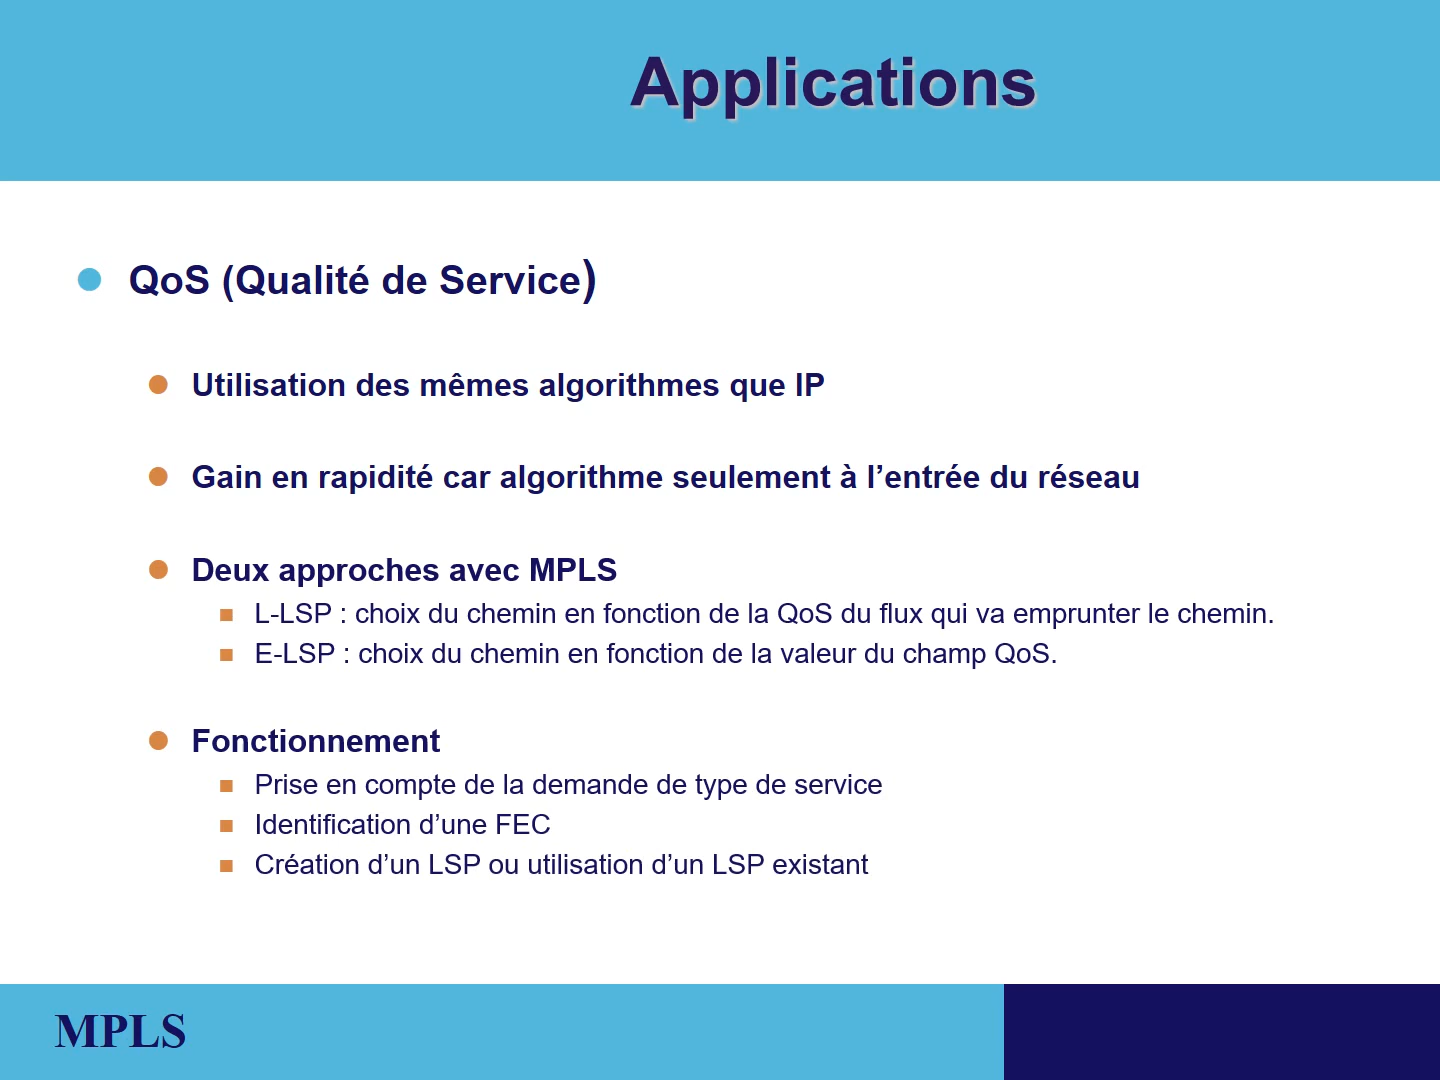 Applications
QoS (Qualité de Service)
Utilisation des mêmes algorithmes que IP
Gain en rapidité car algorithme seulement à l’entrée du réseau
Deux approches avec MPLS
L-LSP : choix du chemin en fonction de la QoS du flux qui va emprunter le chemin.
E-LSP : choix du chemin en fonction de la valeur du champ QoS.
Fonctionnement
Prise en compte de la demande de type de service
Identification d’une FEC
Création d’un LSP ou utilisation d’un LSP existant
MPLS